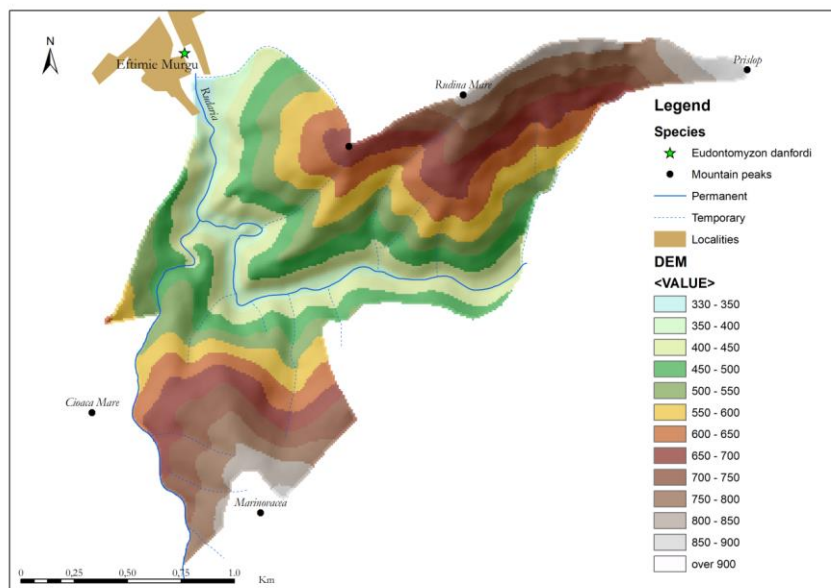 N
Eftimie Murgu
Rudaria
Rudina Mare
Prislop
Cioaca Mare
Marinovacea
0
0,25
0,50
0,75
1.0
Km
Legend
Species
Eudontomyzon danfordi
Mountain peaks
Permanent
Temporary
Localities
DEM
<VALUE>
330 - 350
350 - 400
400 - 450
450 - 500
500 - 550
550 - 600
600 - 650
650 - 700
700 - 750
750 - 800
800 - 850
850 - 900
over 900